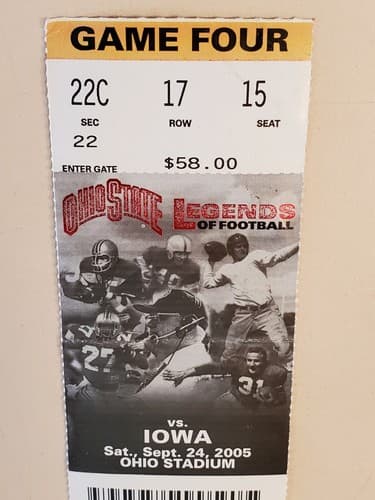 GAME FOUR
22C 17 15
SEC ROW SEAT
22
ENTER GATE $58.00
OHIO STATE LEGENDS
OF FOOTBALL
27
31
vs.
IOWA
Sat., Sept. 24, 2005
OHIO STADIUM